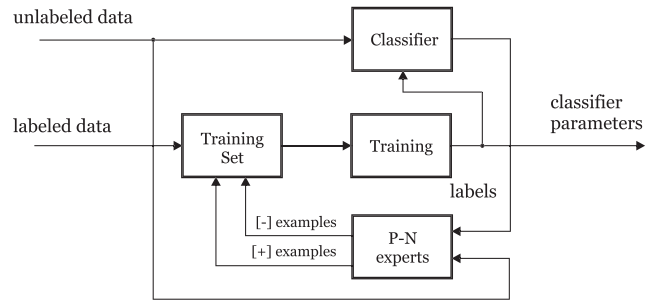 unlabeled data
Classifier
classifier
parameters
labeled data
Training
Set
Training
labels
[-] examples
[+] examples
P-N
experts